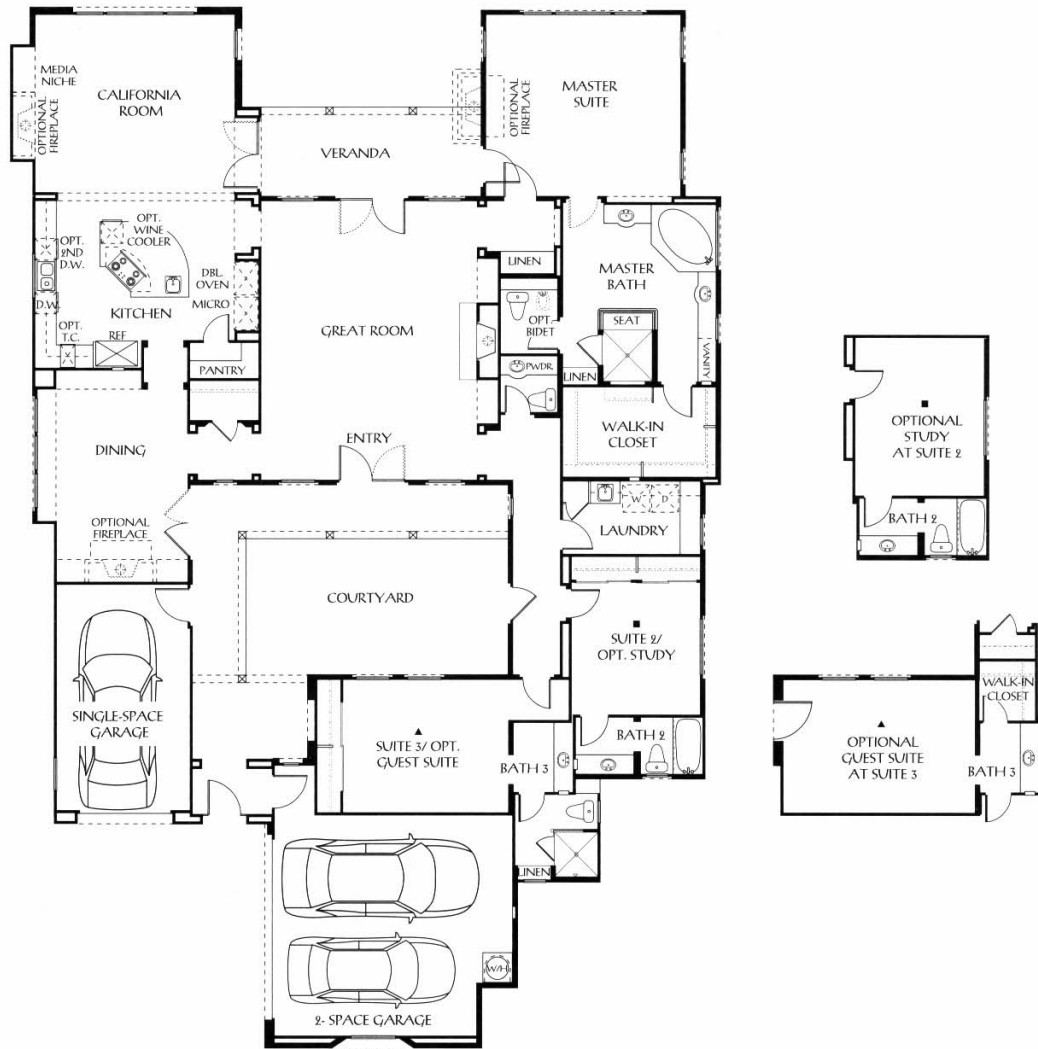 MEDIA
NICHE
OPTIONAL
FIREPLACE
CALIFORNIA
ROOM
VERANDA
OPTIONAL
FIREPLACE
MASTER
SUITE
OPT.
WINE
COOLER
OPT.
2ND
D.W.
D.W.
DBL.
OVEN
MICRO
KITCHEN
OPT.
T.C.
REF
PANTRY
GREAT ROOM
LINEN
OPT.
BIDET
PWDR.
MASTER
BATH
SEAT
LINEN
VANITY
WALK-IN
CLOSET
DINING
ENTRY
OPTIONAL
FIREPLACE
W
D
LAUNDRY
COURTYARD
SUITE 2/
OPT. STUDY
BATH 2
SINGLE-SPACE
GARAGE
SUITE 3/ OPT.
GUEST SUITE
BATH 3
LINEN
W/H
2- SPACE GARAGE
OPTIONAL
STUDY
AT SUITE 2
BATH 2
WALK-IN
CLOSET
OPTIONAL
GUEST SUITE
AT SUITE 3
BATH 3